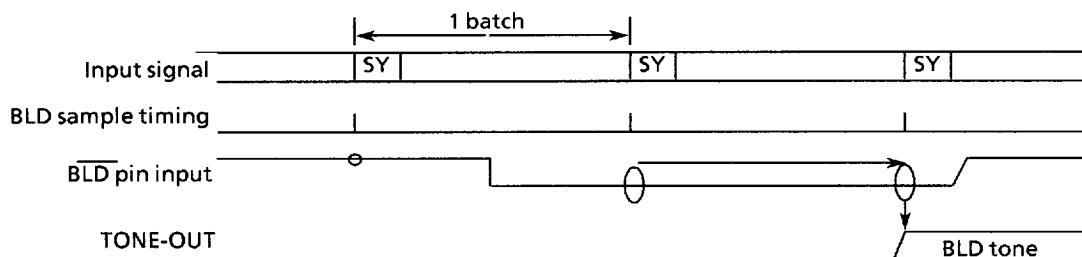 1 batch
Input signal SY SY SY
BLD sample timing
BLD pin input
TONE-OUT BLD tone